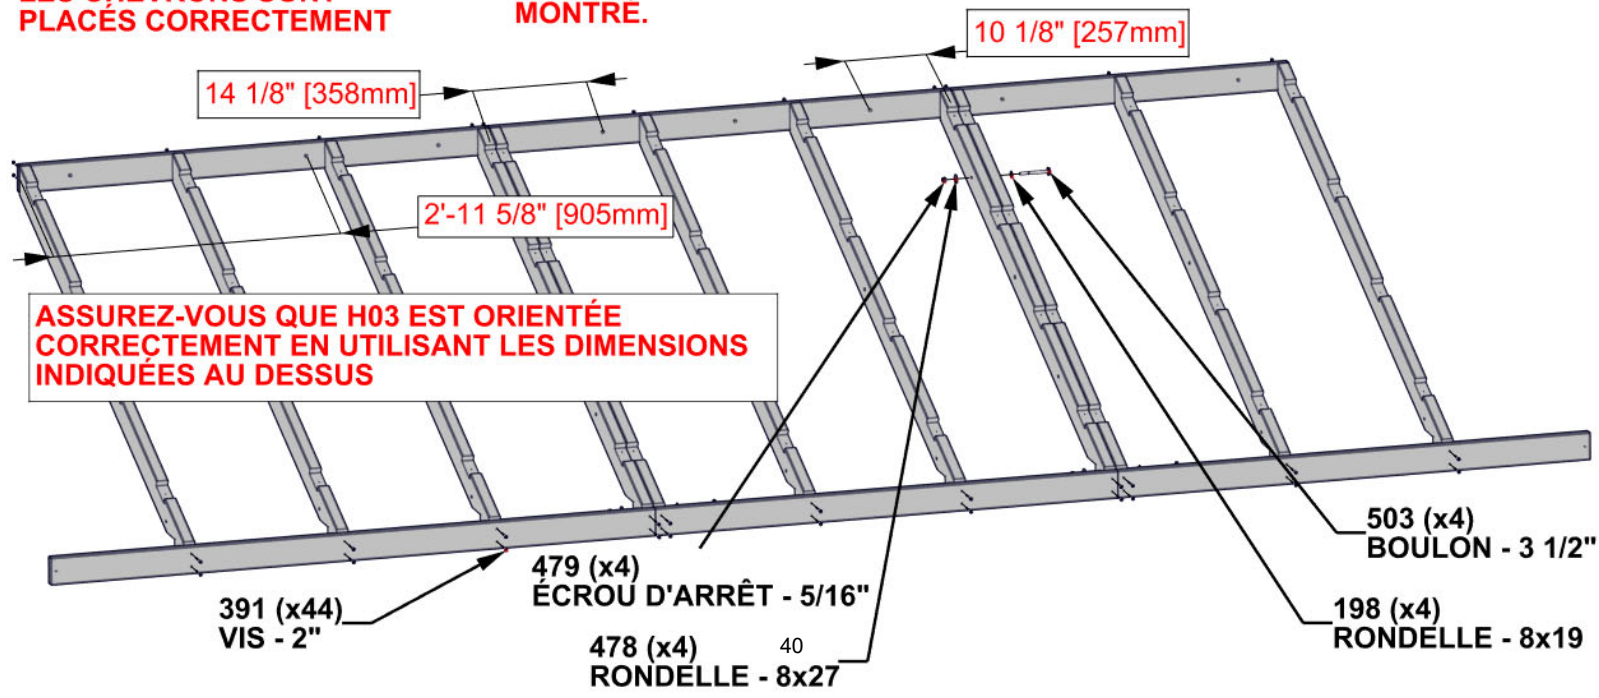 PLACÉS CORRECTEMENT
MONTRÉ.
10 1/8" [257mm]
14 1/8" [358mm]
2'-11 5/8" [905mm]
ASSUREZ-VOUS QUE H03 EST ORIENTÉE
CORRECTEMENT EN UTILISANT LES DIMENSIONS
INDIQUÉES AU DESSUS
391 (x44)
VIS - 2"
479 (x4)
ÉCROU D'ARRÊT - 5/16"
478 (x4)
RONDELLE - 8x27
40
503 (x4)
BOULON - 3 1/2"
198 (x4)
RONDELLE - 8x19